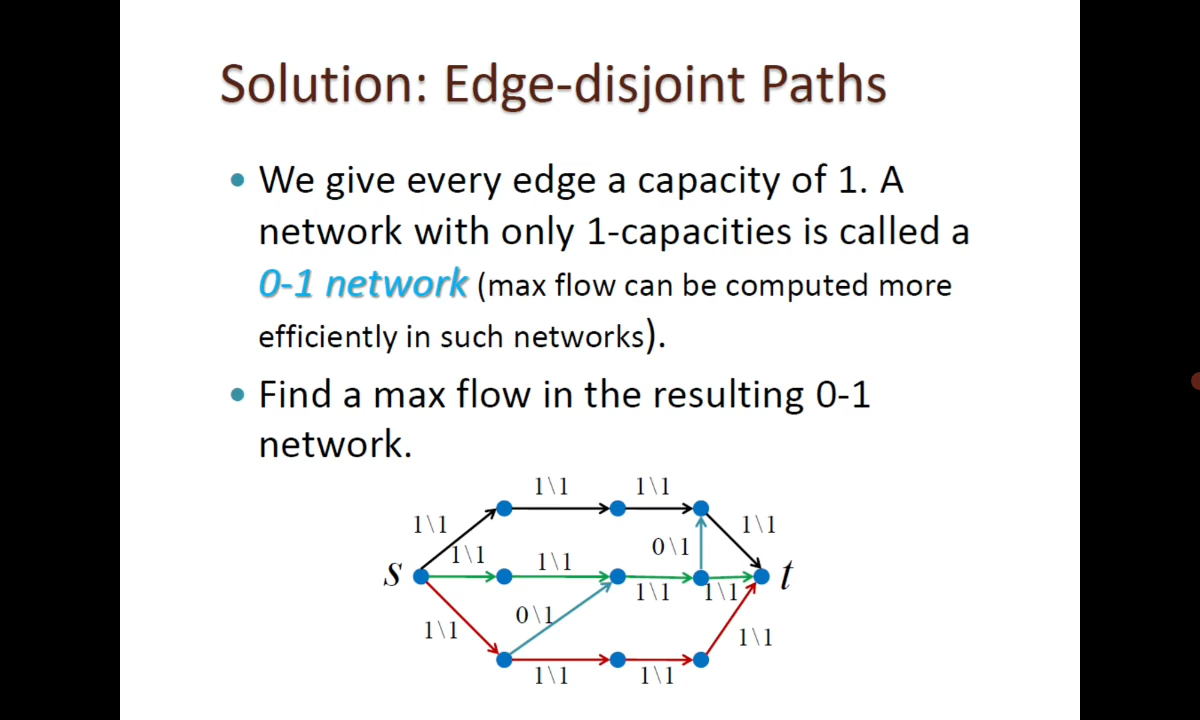 Solution: Edge-disjoint Paths
• We give every edge a capacity of 1. A
network with only 1-capacities is called a
0-1 network (max flow can be computed more
efficiently in such networks).
• Find a max flow in the resulting 0-1
network.
1\1 1\1
1\1 1\1
0\1
1\1 1\1
s t
1\1 1\1
0\1
1\1 1\1
1\1 1\1